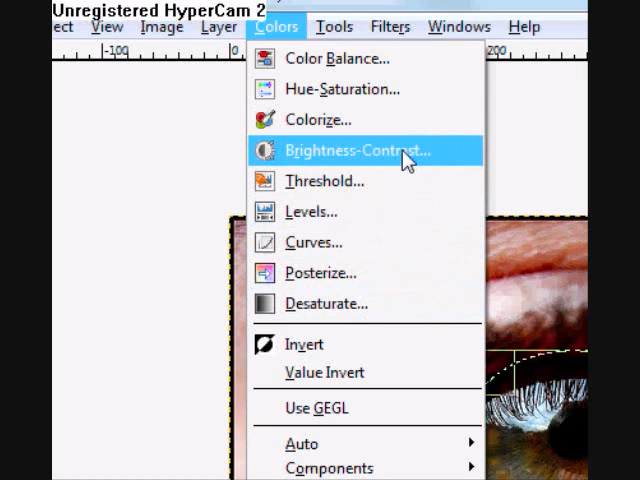 Unregistered HyperCam 2
ect View Image Layer Colors Tools Filters Windows Help
-100 0 200
Color Balance...
Hue-Saturation...
Colorize...
Brightness-Contrast...
Threshold...
Levels...
Curves...
Posterize...
Desaturate...
Invert
Value Invert
Use GEGL
Auto
Components